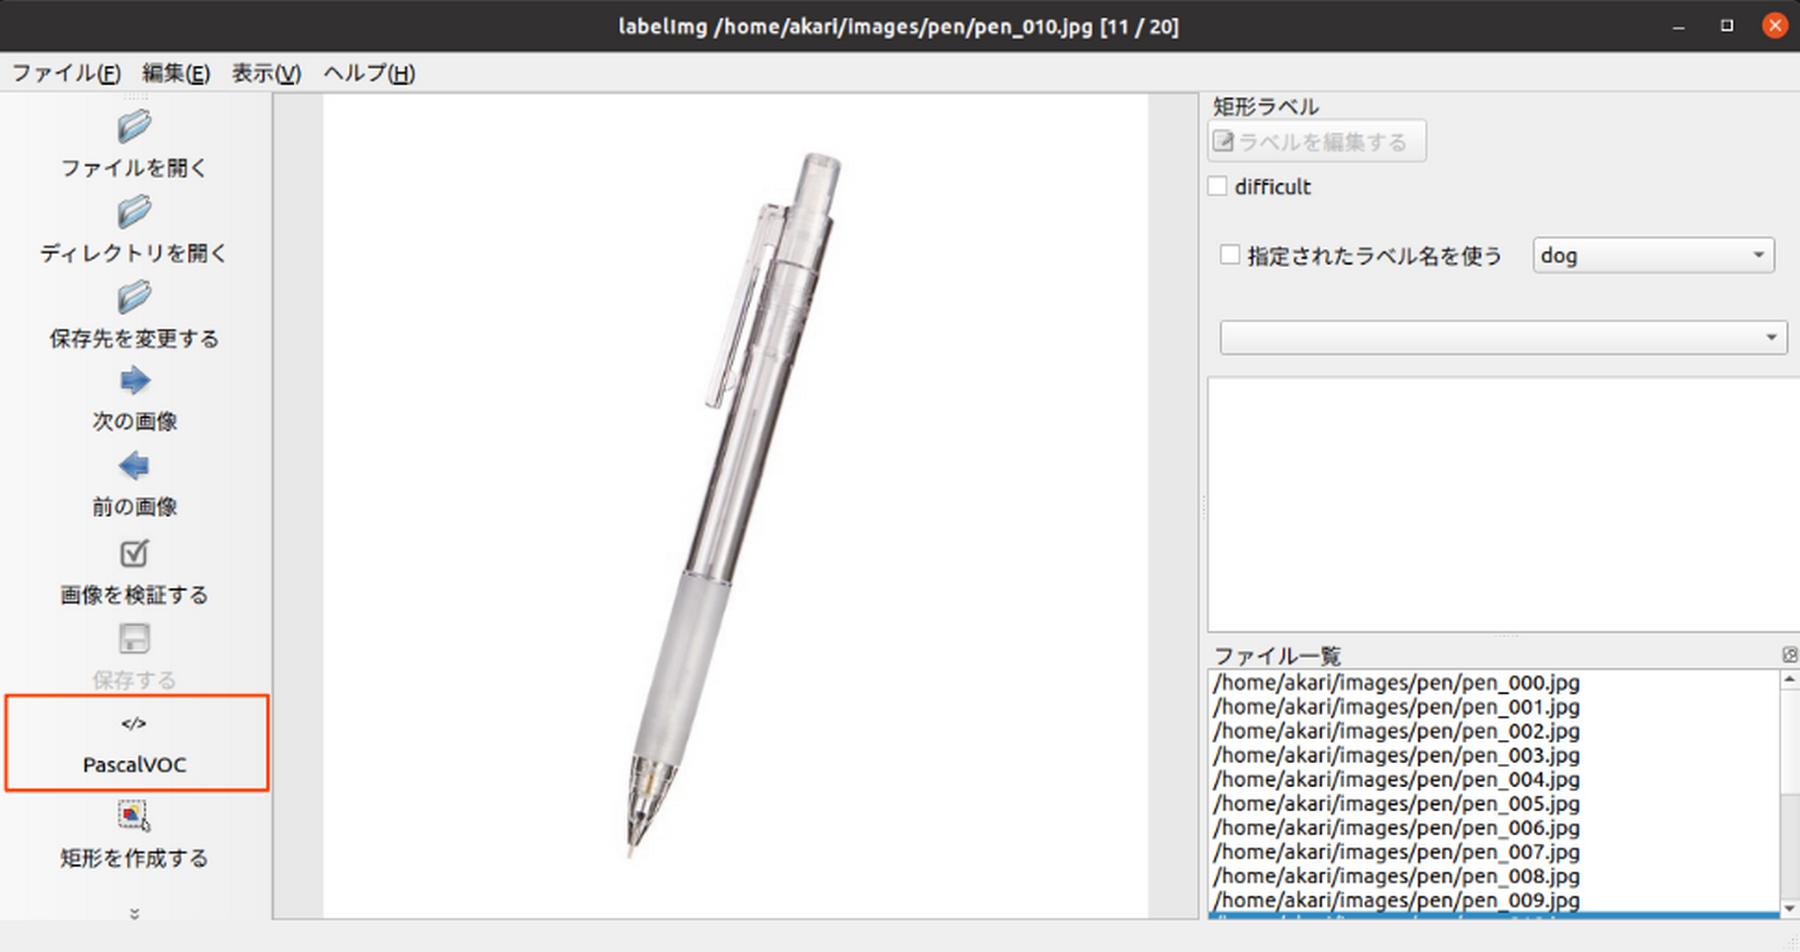 labelImg /home/akari/images/pen/pen_010.jpg [11 / 20]
ファイル(F) 編集(E) 表示(V) ヘルプ(H)
ファイルを開く
ディレクトリを開く
保存先を変更する
次の画像
前の画像
画像を検証する
保存する
</>
PascalVOC
矩形を作成する
矩形ラベル
ラベルを編集する
difficult
指定されたラベル名を使う dog
ファイル一覧
/home/akari/images/pen/pen_000.jpg
/home/akari/images/pen/pen_001.jpg
/home/akari/images/pen/pen_002.jpg
/home/akari/images/pen/pen_003.jpg
/home/akari/images/pen/pen_004.jpg
/home/akari/images/pen/pen_005.jpg
/home/akari/images/pen/pen_006.jpg
/home/akari/images/pen/pen_007.jpg
/home/akari/images/pen/pen_008.jpg
/home/akari/images/pen/pen_009.jpg